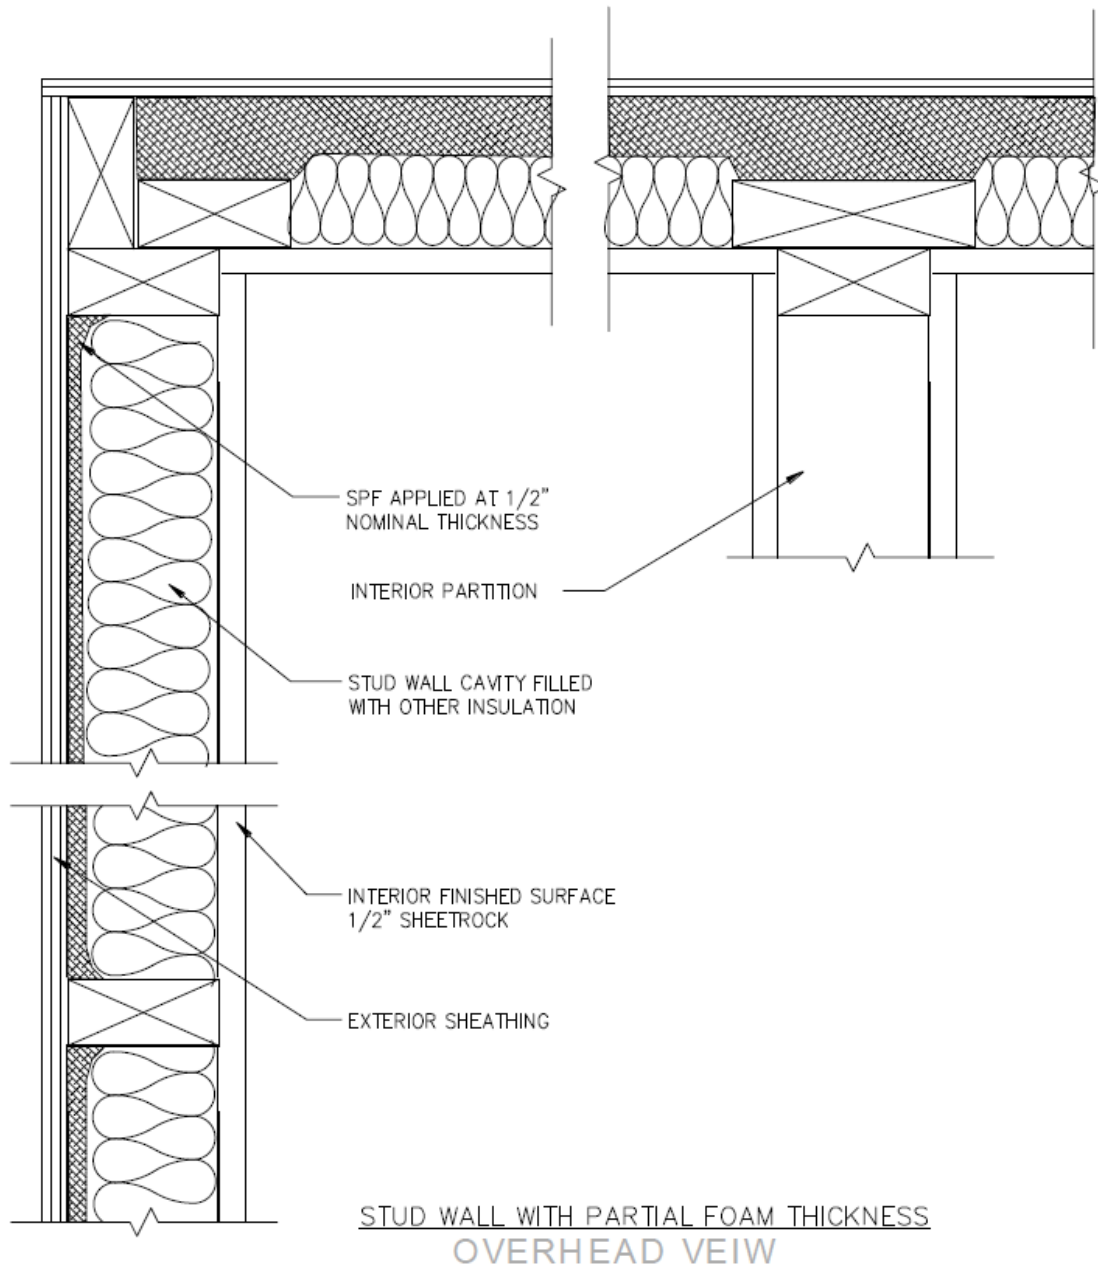 SPF APPLIED AT 1/2"
NOMINAL THICKNESS
INTERIOR PARTITION
STUD WALL CAVITY FILLED
WITH OTHER INSULATION
INTERIOR FINISHED SURFACE
1/2" SHEETROCK
EXTERIOR SHEATHING
STUD WALL WITH PARTIAL FOAM THICKNESS
OVERHEAD VEIW